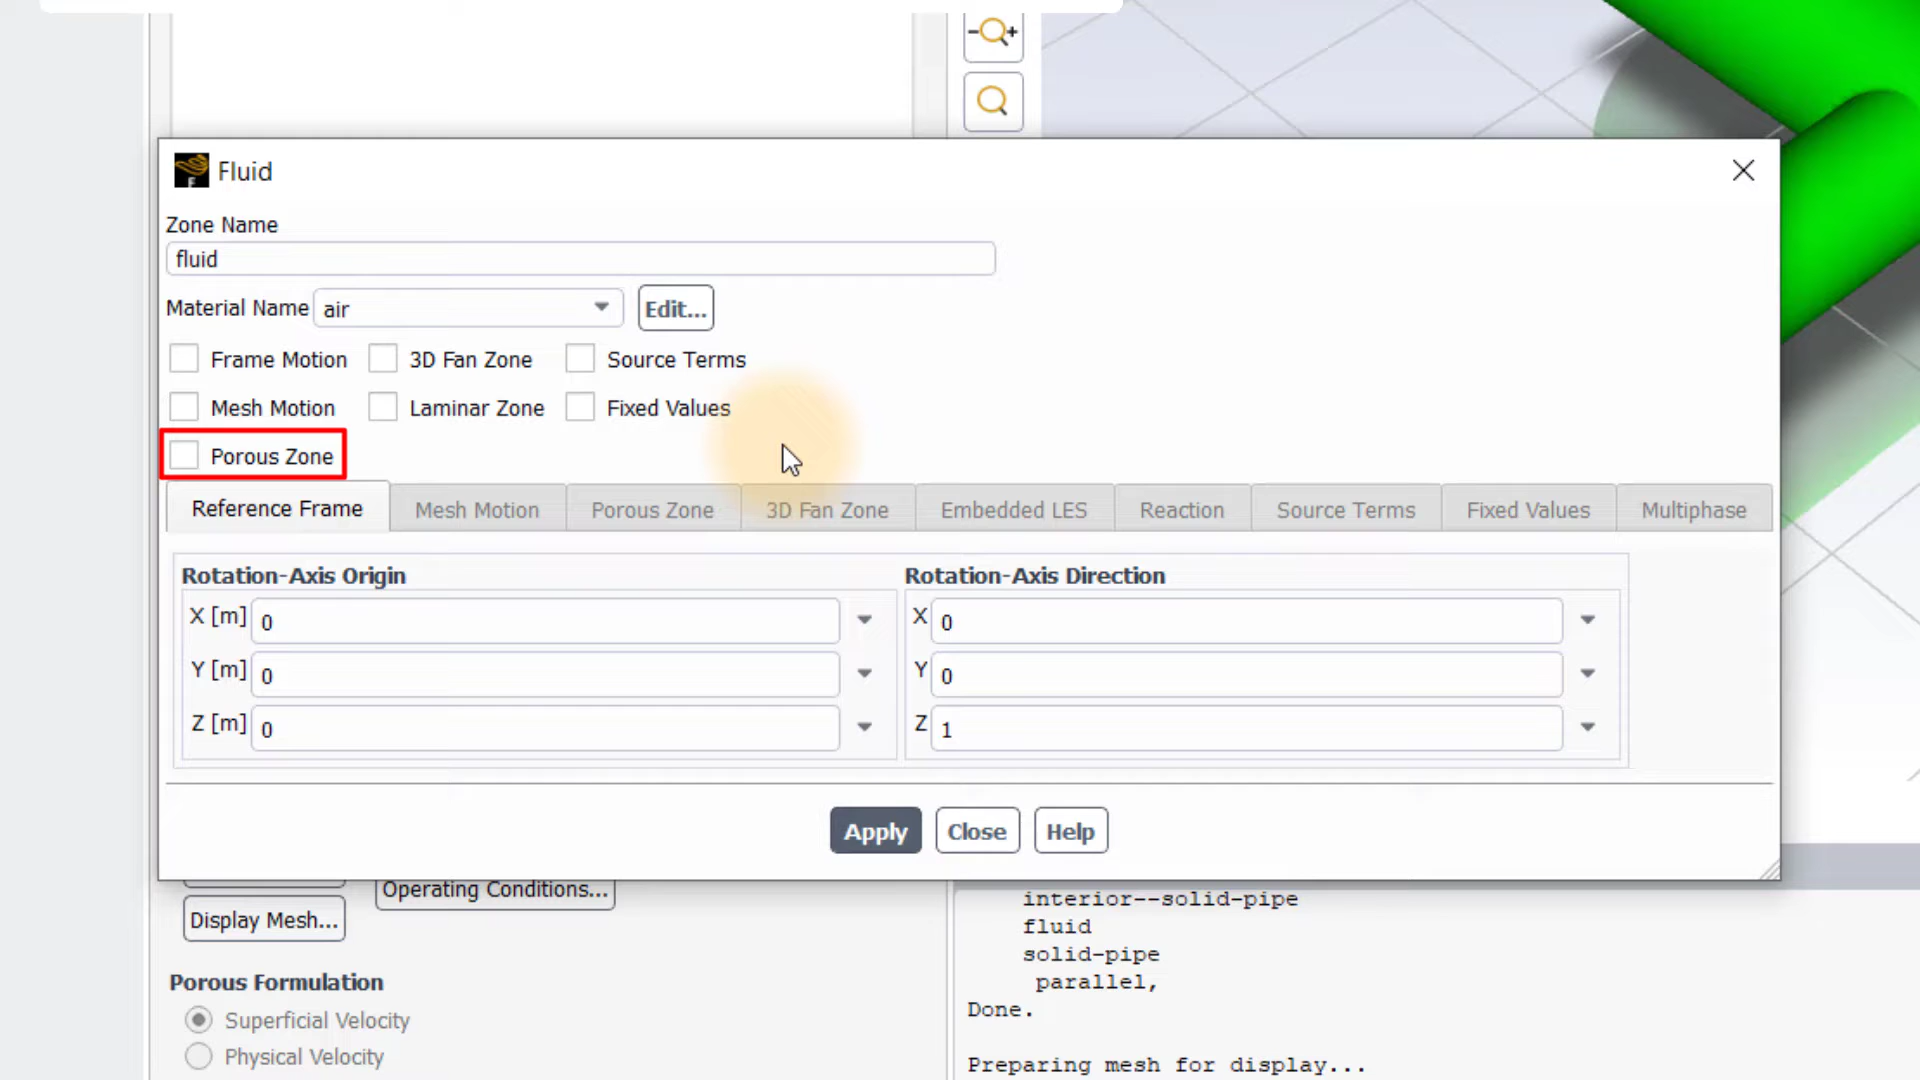 Fluid
Zone Name
fluid
Material Name air Edit...
Frame Motion 3D Fan Zone Source Terms
Mesh Motion Laminar Zone Fixed Values
Porous Zone
Reference Frame Mesh Motion Porous Zone 3D Fan Zone Embedded LES Reaction Source Terms Fixed Values Multiphase
Rotation-Axis Origin Rotation-Axis Direction
X [m] 0 X 0
Y [m] 0 Y 0
Z [m] 0 Z 1
Apply Close Help
Operating Conditions...
Display Mesh...
Porous Formulation
Superficial Velocity
Physical Velocity
interior--solid-pipe
fluid
solid-pipe
parallel,
Done.
Preparing mesh for display...